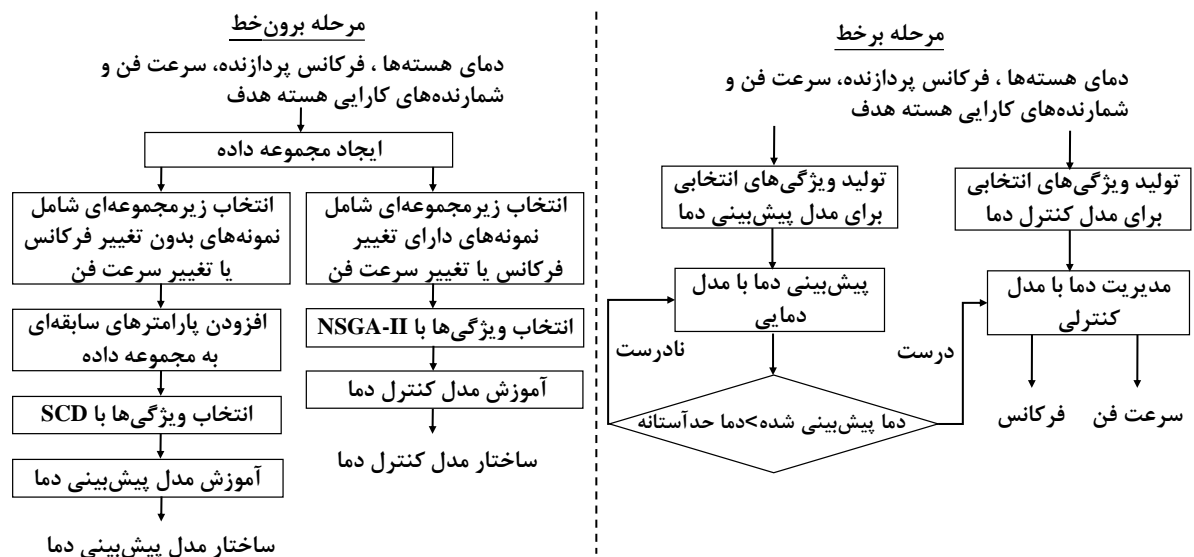 مرحله برون‌خط
دمای هسته‌ها ، فرکانس پردازنده، سرعت فن و
شمارنده‌های کارایی هسته هدف
ایجاد مجموعه داده
انتخاب زیرمجموعه‌ای شامل
نمونه‌های دارای تغییر
فرکانس یا تغییر سرعت فن
انتخاب ویژگی‌ها با NSGA-II
آموزش مدل کنترل دما
ساختار مدل کنترل دما
انتخاب زیرمجموعه‌ای شامل
نمونه‌های بدون تغییر فرکانس
یا تغییر سرعت فن
افزودن پارامترهای سابقه‌ای
به مجموعه داده
انتخاب ویژگی‌ها با SCD
آموزش مدل پیش‌بینی دما
ساختار مدل پیش‌بینی دما
مرحله برخط
دمای هسته‌ها ، فرکانس پردازنده، سرعت فن و
شمارنده‌های کارایی هسته هدف
تولید ویژگی‌های انتخابی
برای مدل پیش‌بینی دما
پیش‌بینی دما با مدل
دمایی
نادرست
دما پیش‌بینی شده>دما حدآستانه
درست
تولید ویژگی‌های انتخابی
برای مدل کنترل دما
مدیریت دما با مدل
کنترلی
سرعت فن
فرکانس